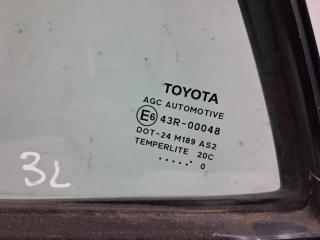 TOYOTA
AGC AUTOMOTIVE
E6 43R-00048
DOT-24 M189 AS2
TEMPERLITE 20C
..... 0
3L